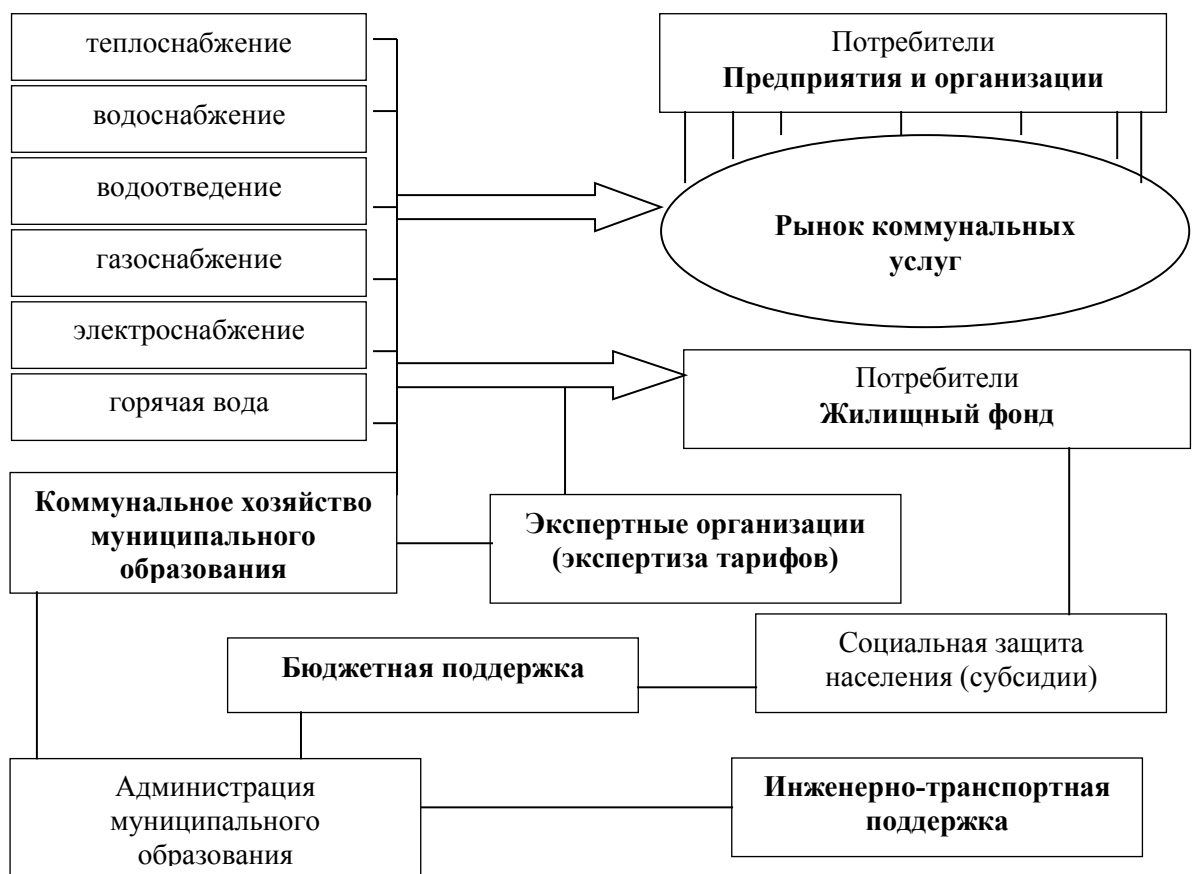 теплоснабжение
водоснабжение
водоотведение
газоснабжение
электроснабжение
горячая вода
Коммунальное хозяйство
муниципального
образования
Потребители
Предприятия и организации
Рынок коммунальных
услуг
Потребители
Жилищный фонд
Экспертные организации
(экспертиза тарифов)
Социальная защита
населения (субсидии)
Бюджетная поддержка
Администрация
муниципального
образования
Инженерно-транспортная
поддержка